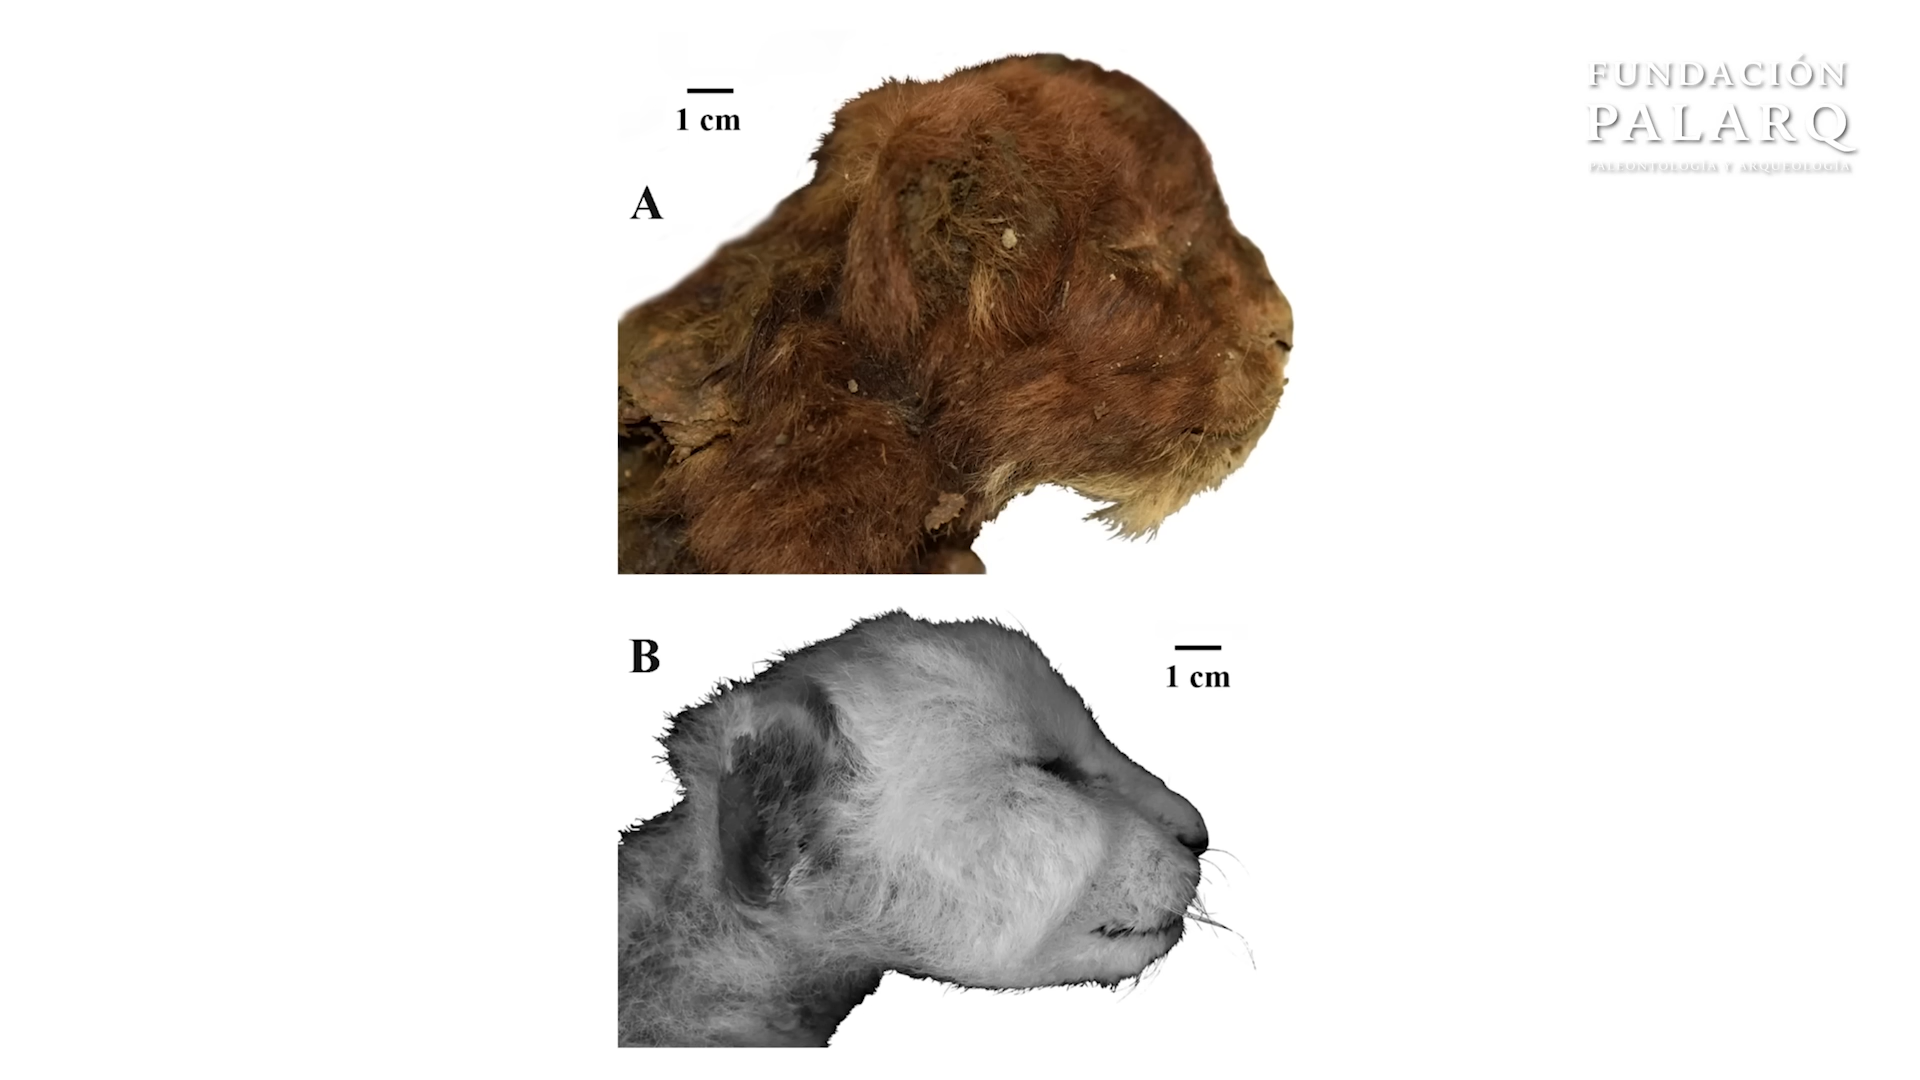 FUNDACIÓN
PALARQ
PALEONTOLOGÍA Y ARQUEOLOGÍA
1 cm
A
B
1 cm